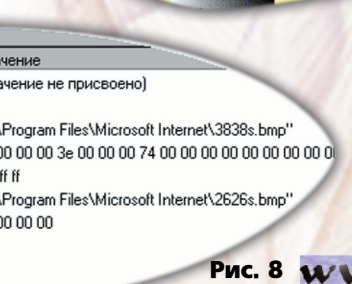 чение
ачение не присвоено)
\Program Files\Microsoft Internet\3838s.bmp"
00 00 00 3e 00 00 00 74 00 00 00 00 00 00 00 00 0
ff ff
\Program Files\Microsoft Internet\2626s.bmp"
00 00 00
Рис. 8